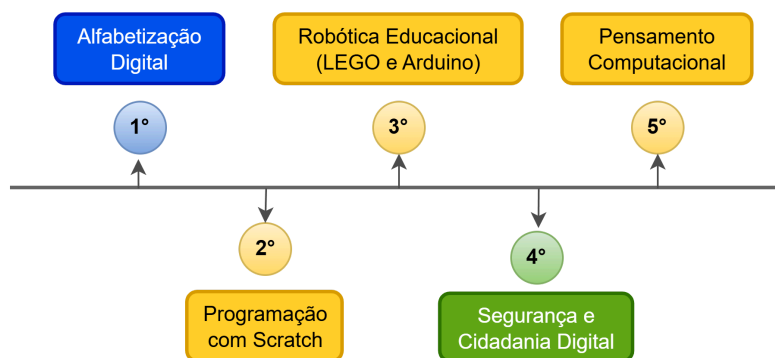 Alfabetização
Digital
Robótica Educacional
(LEGO e Arduino)
Pensamento
Computacional
1°
3°
5°
2°
4°
Programação
com Scratch
Segurança e
Cidadania Digital